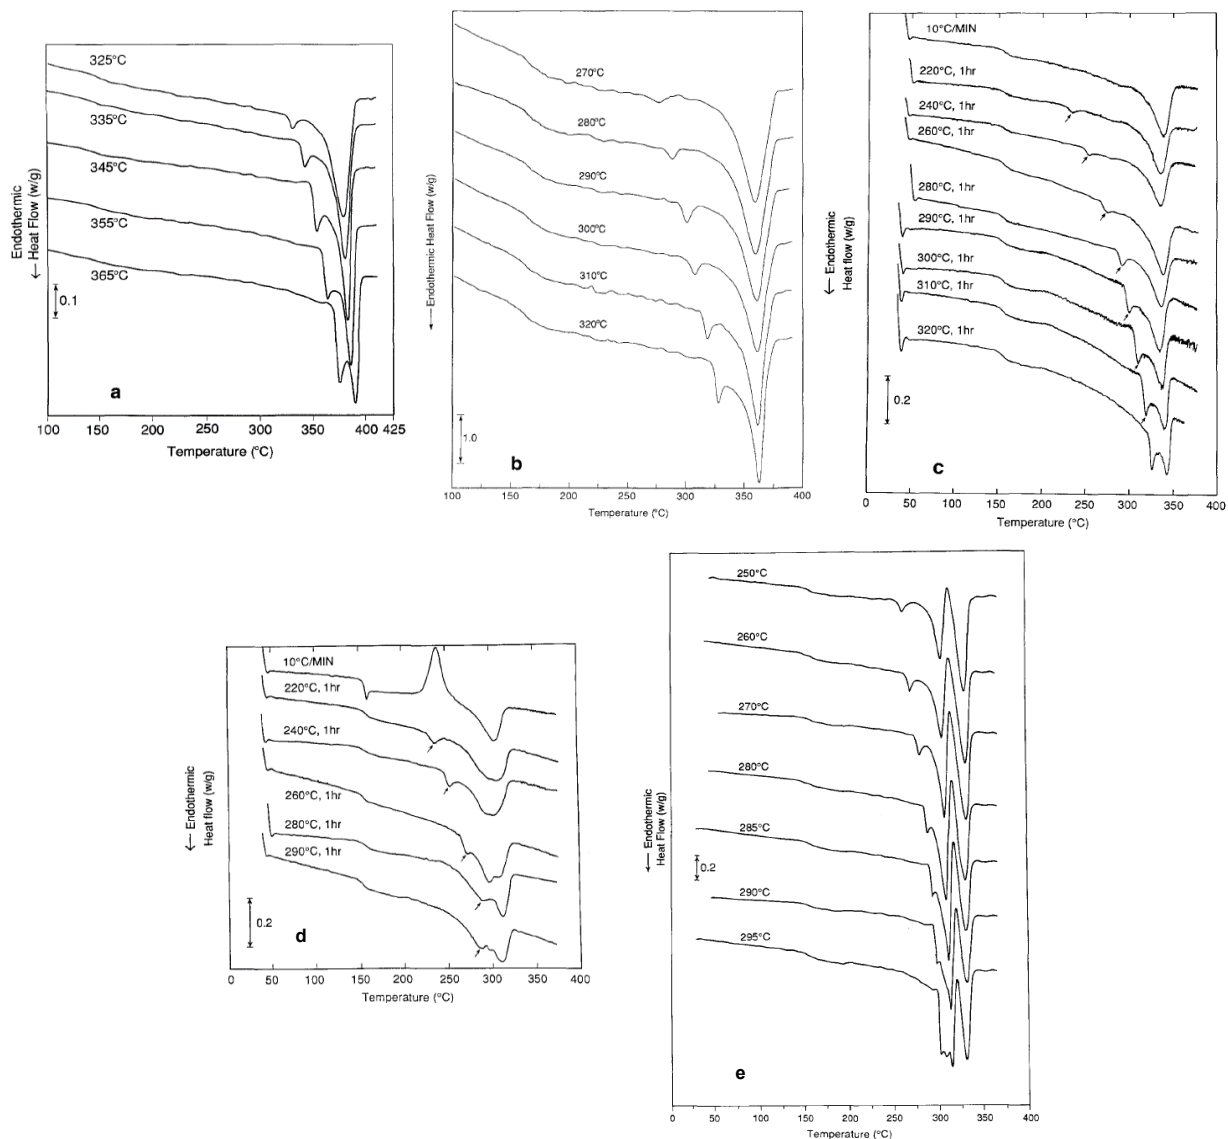 325°C
335°C
345°C
355°C
365°C
Endothermic
Heat Flow (w/g)
0.1
a
100 150 200 250 300 350 400 425
Temperature (°C)
270°C
280°C
290°C
300°C
310°C
320°C
Endothermic Heat Flow (w/g)
1.0
b
100 150 200 250 300 350 400
Temperature (°C)
10°C/MIN
220°C, 1hr
240°C, 1hr
260°C, 1hr
280°C, 1hr
290°C, 1hr
300°C, 1hr
310°C, 1hr
320°C, 1hr
Endothermic
Heat flow (w/g)
0.2
c
0 50 100 150 200 250 300 350 400
Temperature (°C)
10°C/MIN
220°C, 1hr
240°C, 1hr
260°C, 1hr
280°C, 1hr
290°C, 1hr
Endothermic
Heat flow (w/g)
0.2
d
0 50 100 150 200 250 300 350 400
Temperature (°C)
250°C
260°C
270°C
280°C
285°C
290°C
295°C
Endothermic
Heat Flow (w/g)
0.2
e
0 50 100 150 200 250 300 350 400
Temperature (°C)